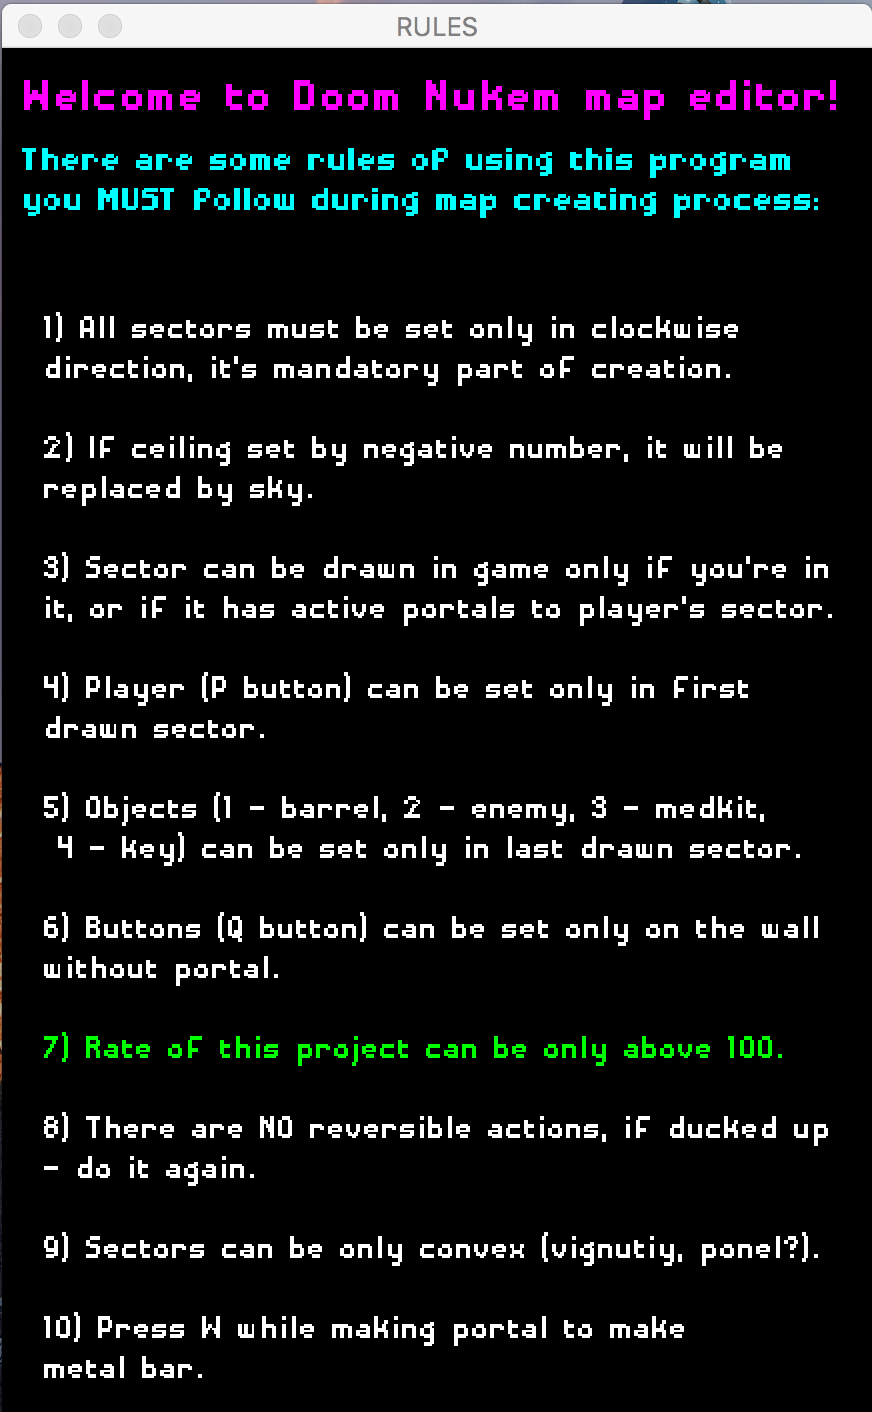 RULES
Welcome to Doom Nukem map editor!
There are some rules of using this program
you MUST follow during map creating process:
1) All sectors must be set only in clockwise
direction, it's mandatory part of creation.
2) If ceiling set by negative number, it will be
replaced by sky.
3) Sector can be drawn in game only if you're in
it, or if it has active portals to player's sector.
4) Player (P button) can be set only in first
drawn sector.
5) Objects (1 - barrel, 2 - enemy, 3 - medkit,
4 - key) can be set only in last drawn sector.
6) Buttons (Q button) can be set only on the wall
without portal.
7) Rate of this project can be only above 100.
8) There are NO reversible actions, if ducked up
- do it again.
9) Sectors can be only convex (vignutiy, ponel?).
10) Press W while making portal to make
metal bar.